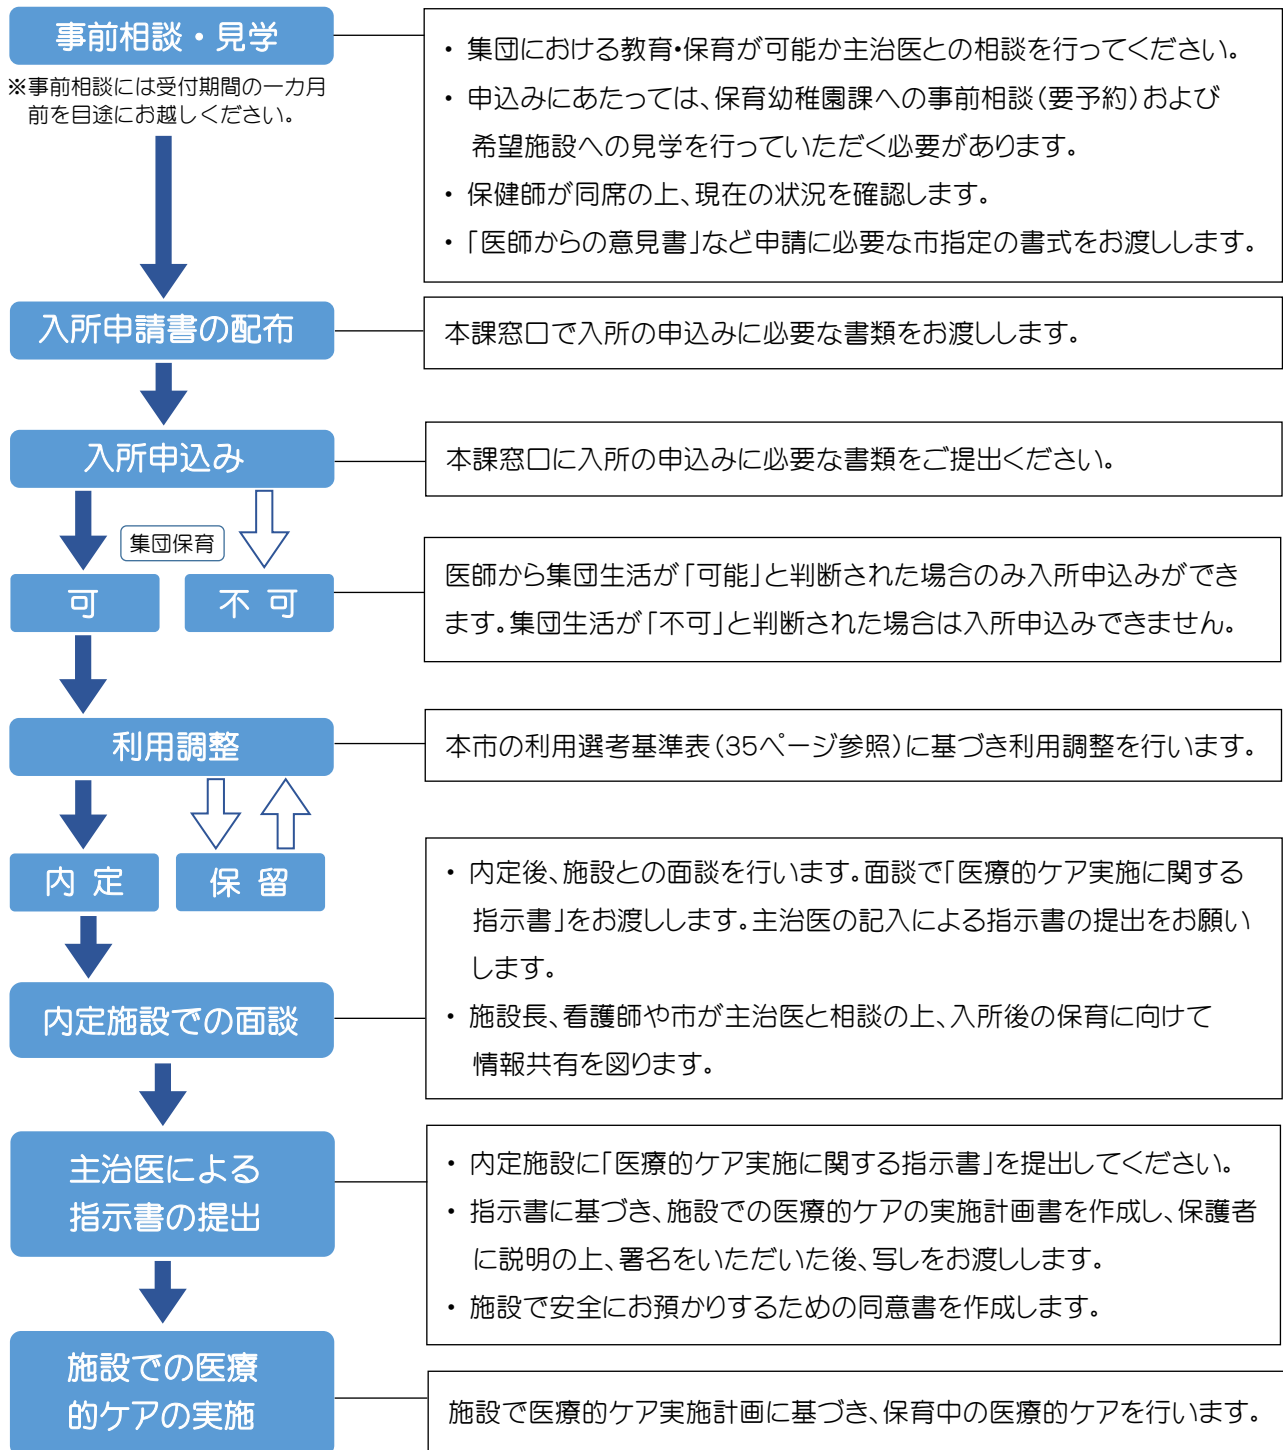 事前相談・見学
※事前相談には受付期間の一カ月
前を目途にお越しください。
・ 集団における教育・保育が可能か主治医との相談を行ってください。
・ 申込みにあたっては、保育幼稚園課への事前相談（要予約）および
希望施設への見学を行っていただく必要があります。
・ 保健師が同席の上、現在の状況を確認します。
・「医師からの意見書」など申請に必要な市指定の書式をお渡しします。
入所申請書の配布
本課窓口で入所の申込みに必要な書類をお渡しします。
入所申込み
本課窓口に入所の申込みに必要な書類をご提出ください。
集団保育
可
不 可
医師から集団生活が「可能」と判断された場合のみ入所申込みができ
ます。集団生活が「不可」と判断された場合は入所申込みできません。
利用調整
本市の利用選考基準表（35ページ参照）に基づき利用調整を行います。
内 定
保 留
・ 内定後、施設との面談を行います。面談で「医療的ケア実施に関する
指示書」をお渡しします。主治医の記入による指示書の提出をお願い
します。
・ 施設長、看護師や市が主治医と相談の上、入所後の保育に向けて
情報共有を図ります。
内定施設での面談
主治医による
指示書の提出
・ 内定施設に「医療的ケア実施に関する指示書」を提出してください。
・ 指示書に基づき、施設での医療的ケアの実施計画書を作成し、保護者
に説明の上、署名をいただいた後、写しをお渡しします。
・ 施設で安全にお預かりするための同意書を作成します。
施設での医療
的ケアの実施
施設で医療的ケア実施計画に基づき、保育中の医療的ケアを行います。